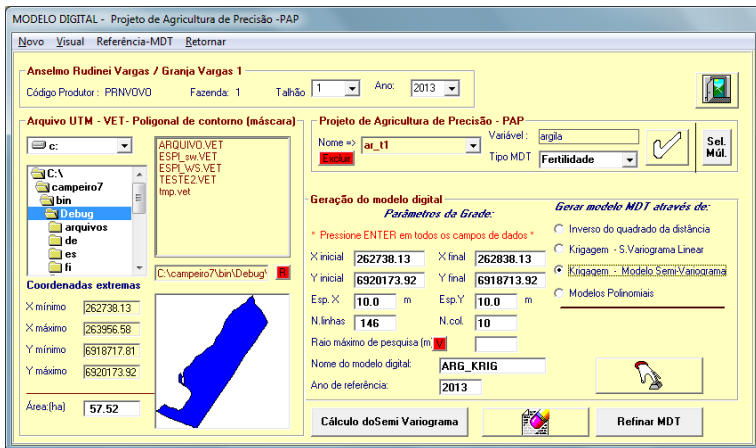 MODELO DIGITAL - Projeto de Agricultura de Precisão -PAP
Novo Visual Referência-MDT Retornar
Anselmo Rudinei Vargas / Granja Vargas 1
Código Produtor : PRNVOVO Fazenda: 1 Talhão 1 Ano: 2013
Arquivo UTM - VET- Poligonal de contorno (máscara)
c:
C:\
campeiro7
bin
Debug
arquivos
de
es
fi
ARQUIVO.VET
ESPI_sw.VET
ESPI_WS.VET
TESTE2.VET
tmp.vet
C:\campeiro7\bin\Debug\ R
Coordenadas extremas
X mínimo 262738.13
X máximo 263956.58
Y mínimo 6918717.81
Y máximo 6920173.92
Área:(ha) 57.52
Projeto de Agricultura de Precisão - PAP
Nome => ar_t1
Exclui
Variável : argila
Tipo MDT Fertilidade
Sel.
Múl.
Geração do modelo digital
Parâmetros da Grade:
* Pressione ENTER em todos os campos de dados *
X inicial 262738.13 X final 262838.13
Y inicial 6920173.92 Y final 6918713.92
Esp. X 10.0 m Esp.Y 10.0 m
N.linhas 146 N.col. 10
Raio máximo de pesquisa (m) V
Nome do modelo digital: ARG_KRIG
Ano de referência: 2013
Gerar modelo MDT através de:
Inverso do quadrado da distância
Krigagem - S.Variograma Linear
Krigagem - Modelo Semi-Variograma
Modelos Polinomiais
Cálculo doSemi Variograma
Refinar MDT